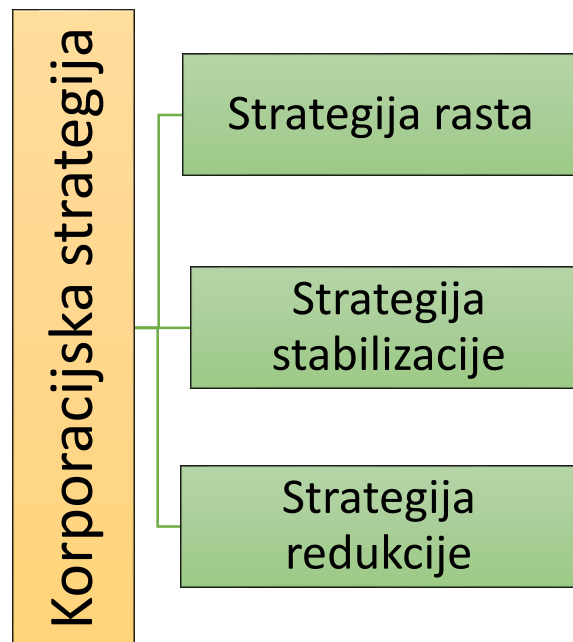 Korporacijska strategija
Strategija rasta
Strategija
stabilizacije
Strategija
redukcije